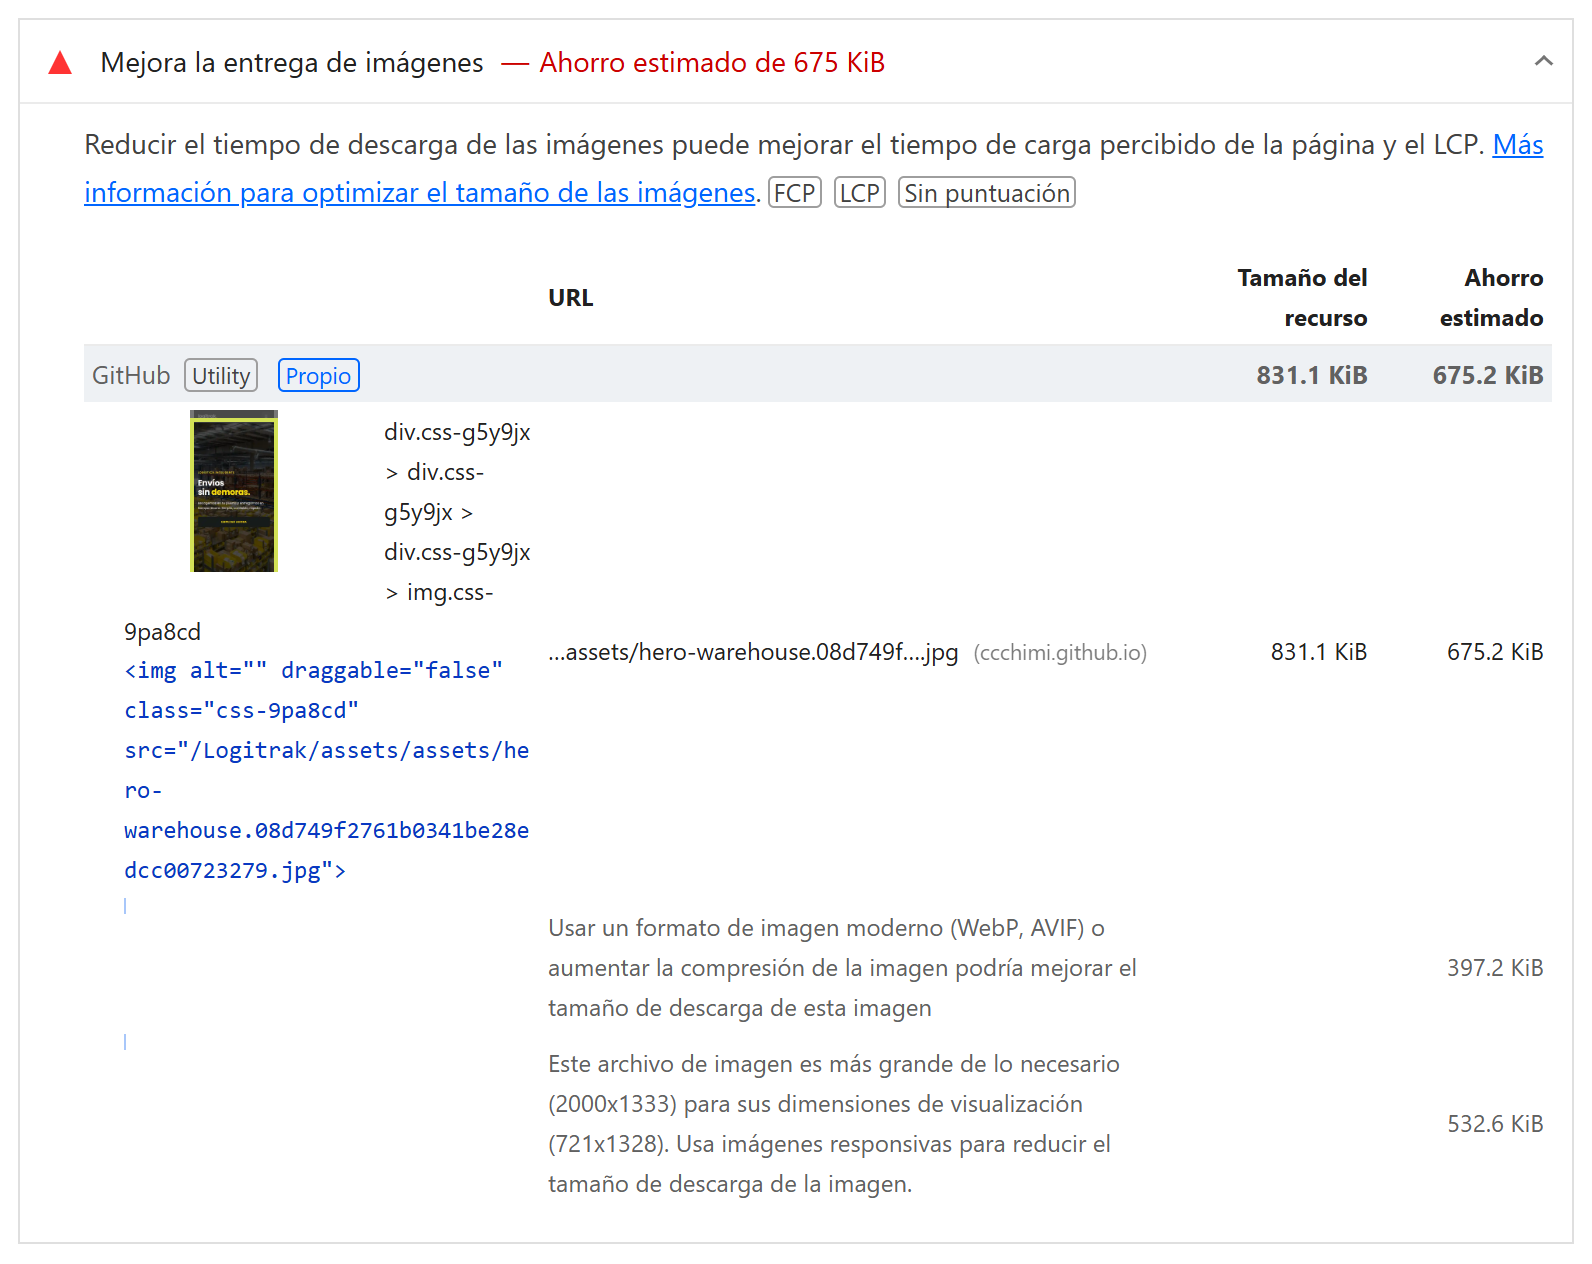 Mejora la entrega de imágenes — Ahorro estimado de 675 KiB
Reducir el tiempo de descarga de las imágenes puede mejorar el tiempo de carga percibido de la página y el LCP. Más
información para optimizar el tamaño de las imágenes. FCP LCP Sin puntuación
URL
Tamaño del
recurso
Ahorro
estimado
GitHub Utility Propio 831.1 KiB 675.2 KiB
Envíos
sin demoras.
div.css-g5y9jx
> div.css-
g5y9jx >
div.css-g5y9jx
> img.css-
9pa8cd
<img alt="" draggable="false"
class="css-9pa8cd"
src="/Logitrak/assets/assets/he
ro-
warehouse.08d749f2761b0341be28e
dcc00723279.jpg">
…assets/hero-warehouse.08d749f….jpg (ccchimi.github.io) 831.1 KiB 675.2 KiB
Usar un formato de imagen moderno (WebP, AVIF) o
aumentar la compresión de la imagen podría mejorar el
tamaño de descarga de esta imagen
397.2 KiB
Este archivo de imagen es más grande de lo necesario
(2000x1333) para sus dimensiones de visualización
(721x1328). Usa imágenes responsivas para reducir el
tamaño de descarga de la imagen.
532.6 KiB